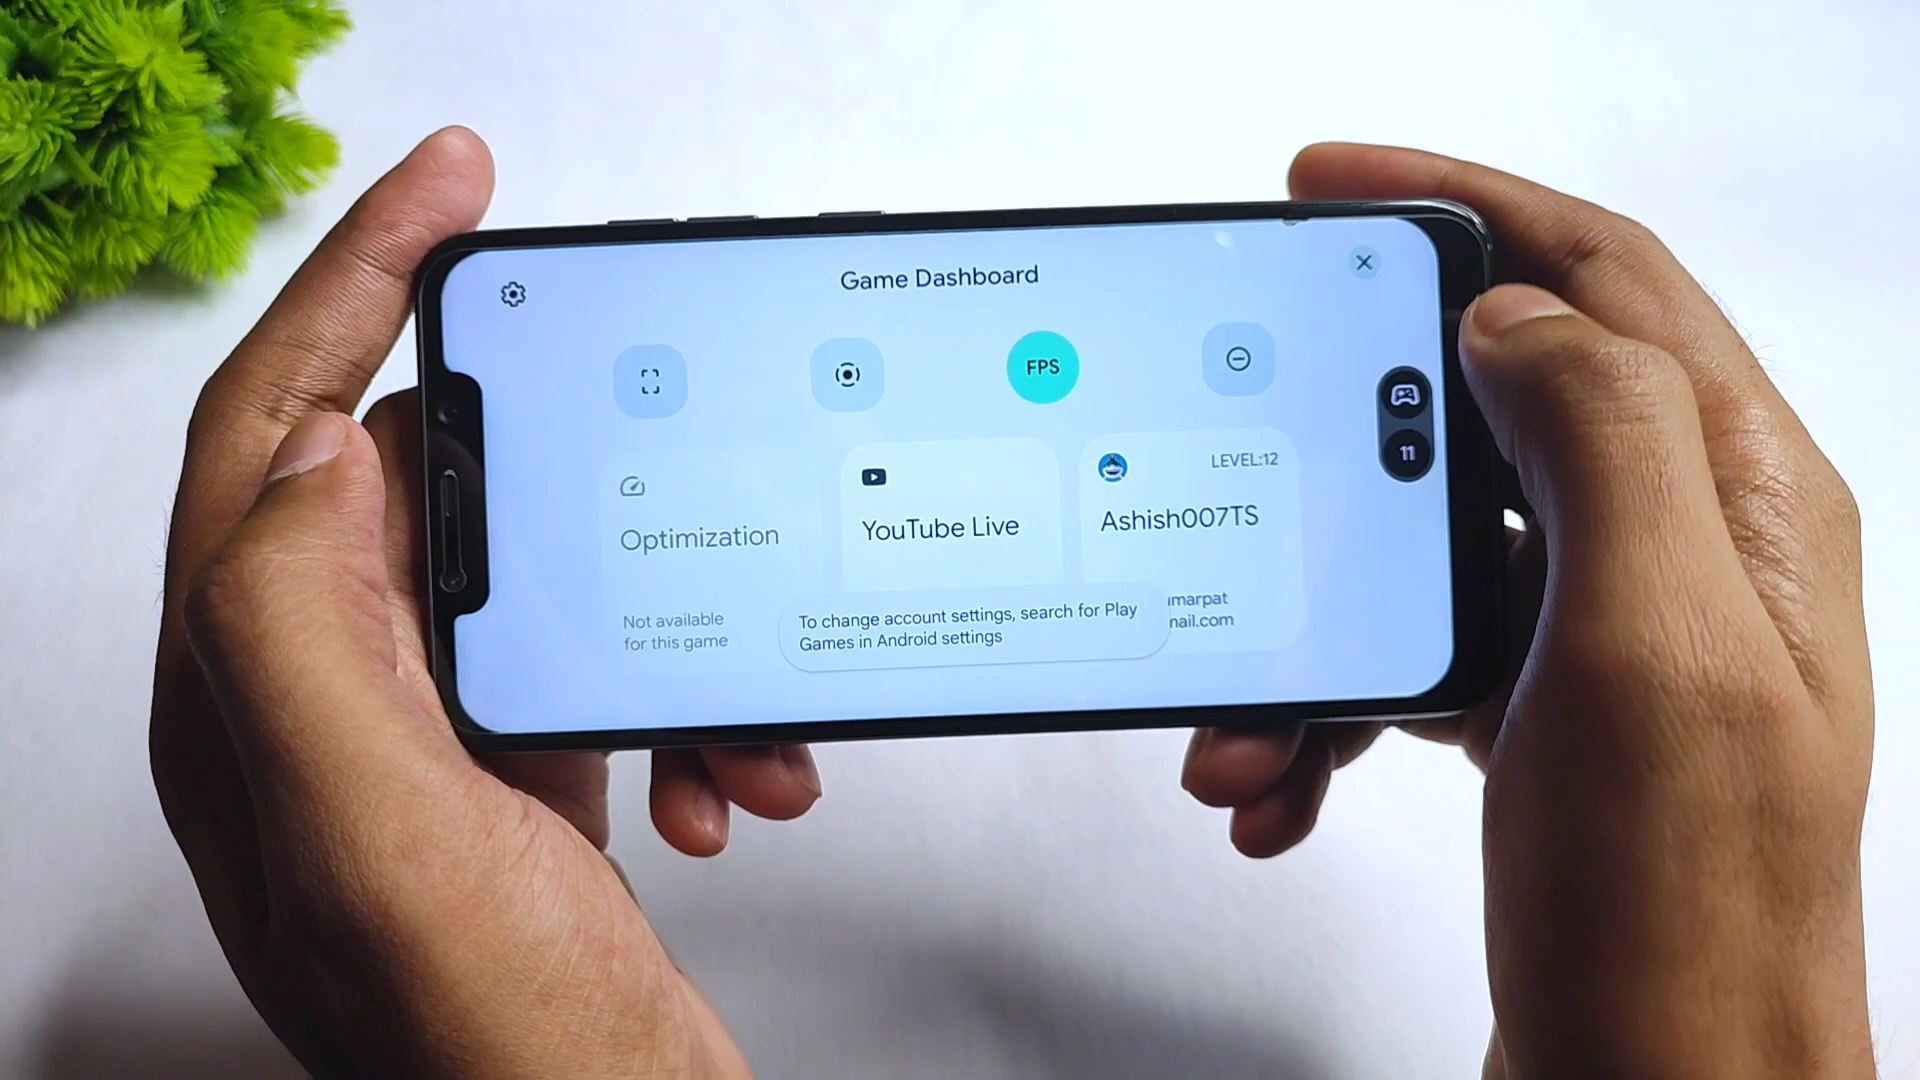 Game Dashboard
FPS
11
Optimization
Not available
for this game
YouTube Live
LEVEL:12
Ashish007TS
marpat
nail.com
To change account settings, search for Play
Games in Android settings